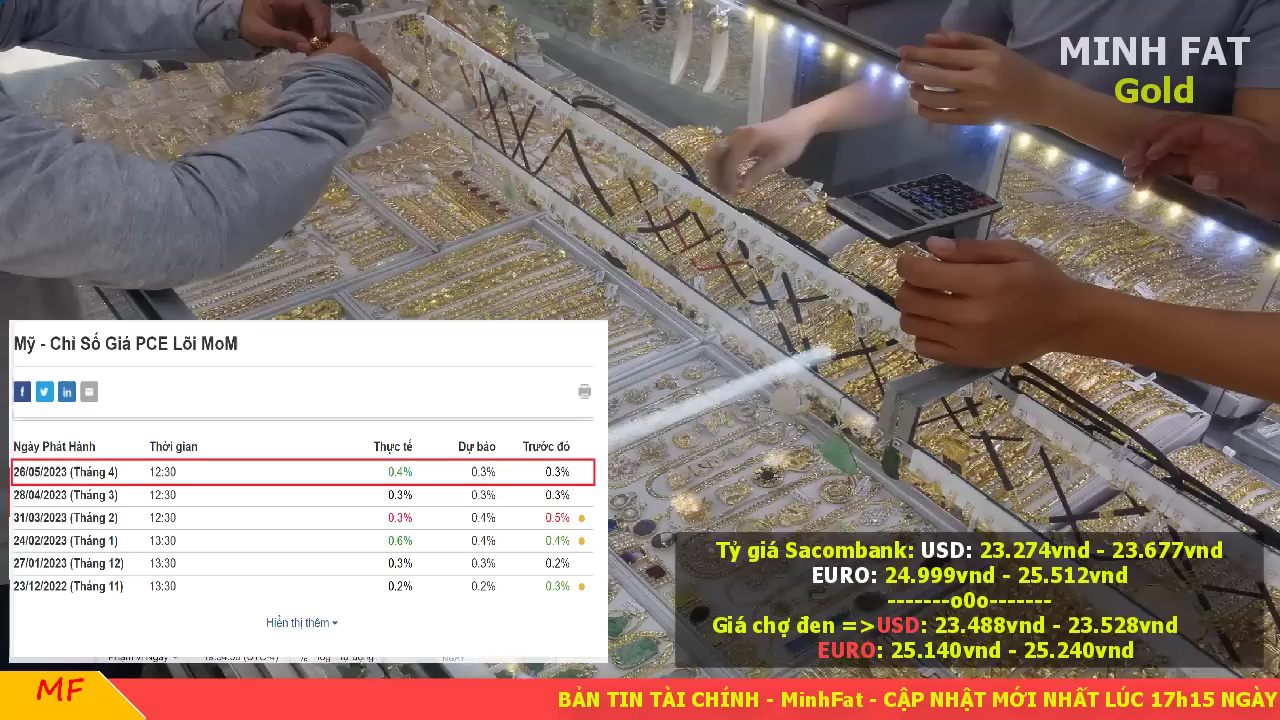 MINH FAT
Gold
Mỹ - Chỉ Số Giá PCE Lõi MoM
Ngày Phát Hành Thời gian Thực tế Dự báo Trước đó
26/05/2023 (Tháng 4) 12:30 0.4% 0.3% 0.3%
28/04/2023 (Tháng 3) 12:30 0.3% 0.3% 0.3%
31/03/2023 (Tháng 2) 12:30 0.3% 0.4% 0.5%
24/02/2023 (Tháng 1) 13:30 0.6% 0.4% 0.4%
27/01/2023 (Tháng 12) 13:30 0.3% 0.3% 0.2%
23/12/2022 (Tháng 11) 13:30 0.2% 0.2% 0.3%
Hiển thị thêm
Tỷ giá Sacombank: USD: 23.274vnd - 23.677vnd
EURO: 24.999vnd - 25.512vnd
-------o0o-------
Giá chợ đen =>USD: 23.488vnd - 23.528vnd
EURO: 25.140vnd - 25.240vnd
MF
BẢN TIN TÀI CHÍNH - MinhFat - CẬP NHẬT MỚI NHẤT LÚC 17h15 NGÀY